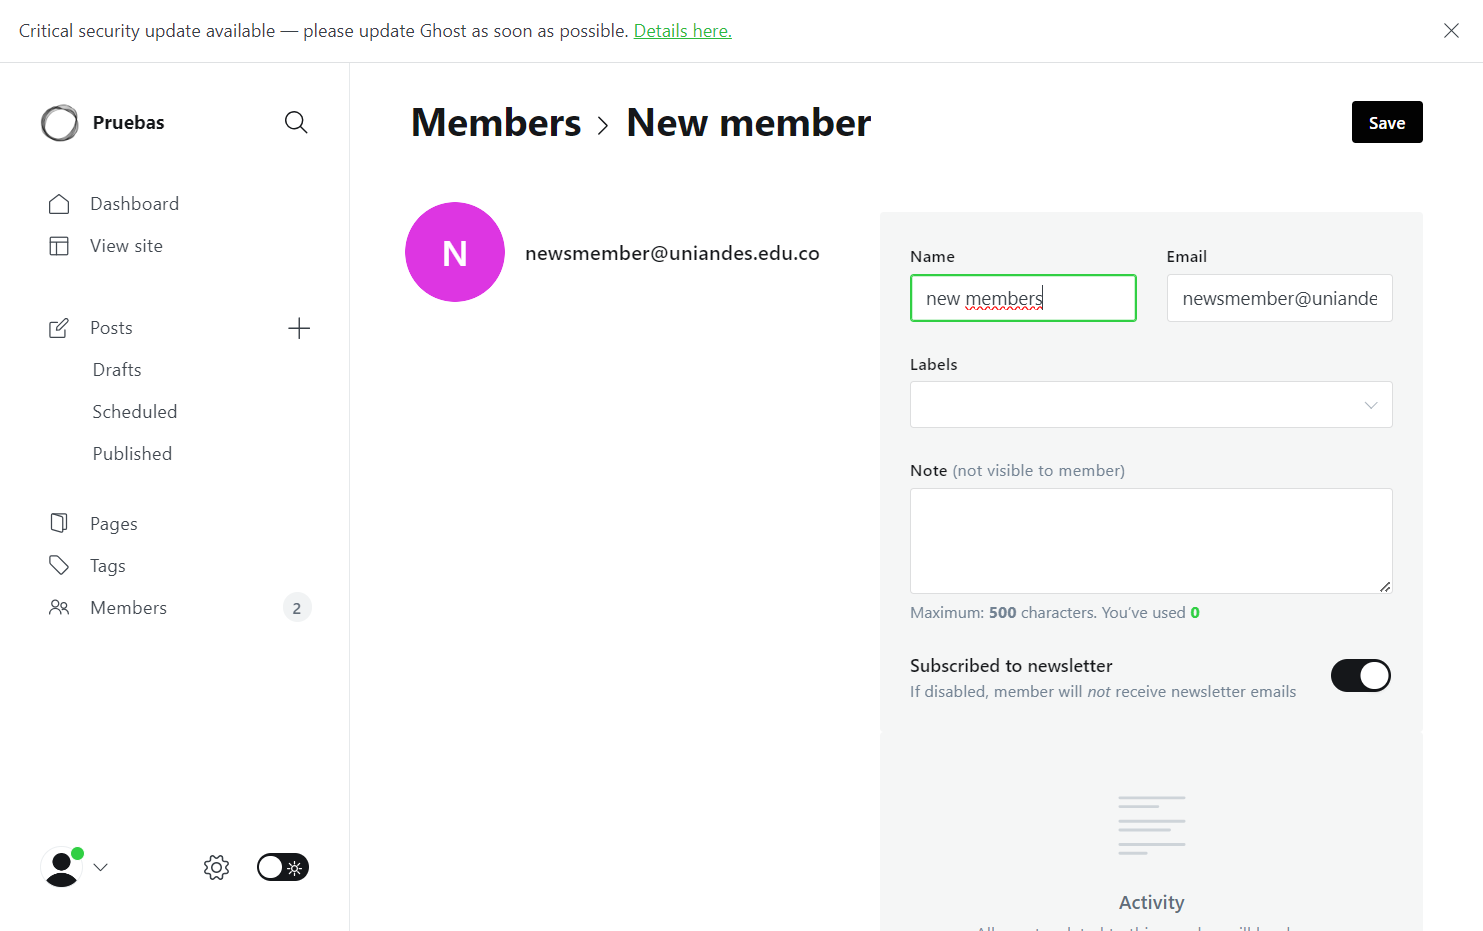 Critical security update available — please update Ghost as soon as possible. Details here.
Pruebas
Dashboard
View site
Posts
Drafts
Scheduled
Published
Pages
Tags
Members 2
Members > New member
Save
N
newsmember@uniandes.edu.co
Name
new members
Email
newsmember@uniande
Labels
Note (not visible to member)
Maximum: 500 characters. You’ve used 0
Subscribed to newsletter
If disabled, member will not receive newsletter emails
Activity